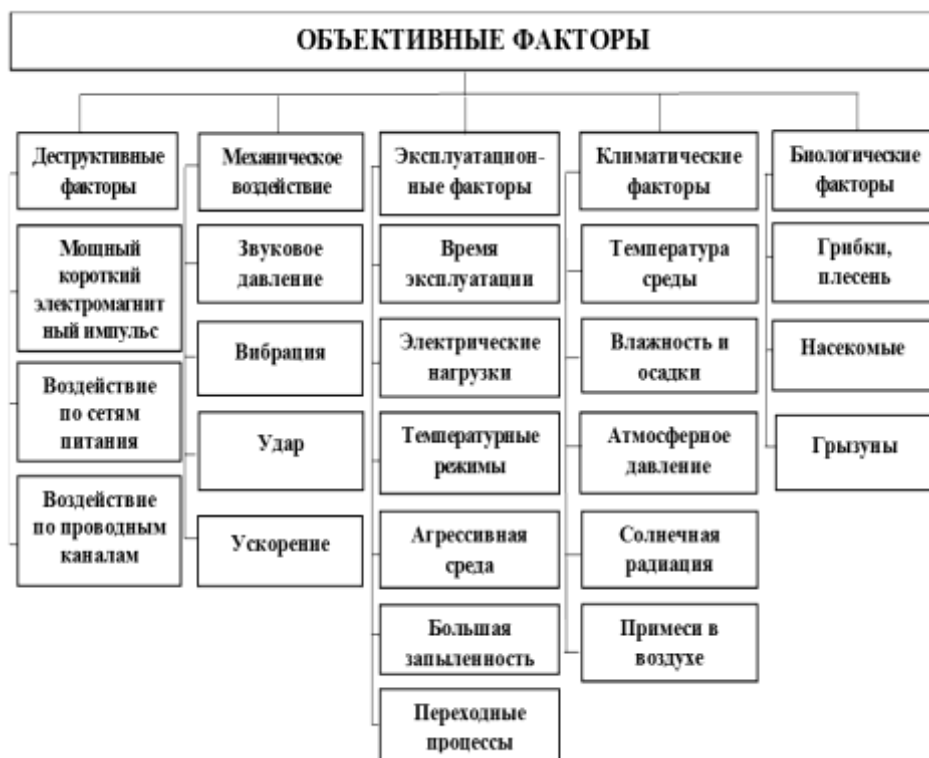 ОБЪЕКТИВНЫЕ ФАКТОРЫ
Деструктивные
факторы
Мощный
короткий
электромагнит
ный импульс
Воздействие
по сетям
питания
Воздействие
по проводным
каналам
Механическое
воздействие
Звуковое
давление
Вибрация
Удар
Ускорение
Эксплуатацион-
ные факторы
Время
эксплуатации
Электрические
нагрузки
Температурные
режимы
Агрессивная
среда
Большая
запыленность
Переходные
процессы
Климатические
факторы
Температура
среды
Влажность и
осадки
Атмосферное
давление
Солнечная
радиация
Примеси в
воздухе
Биологические
факторы
Грибки,
плесень
Насекомые
Грызуны